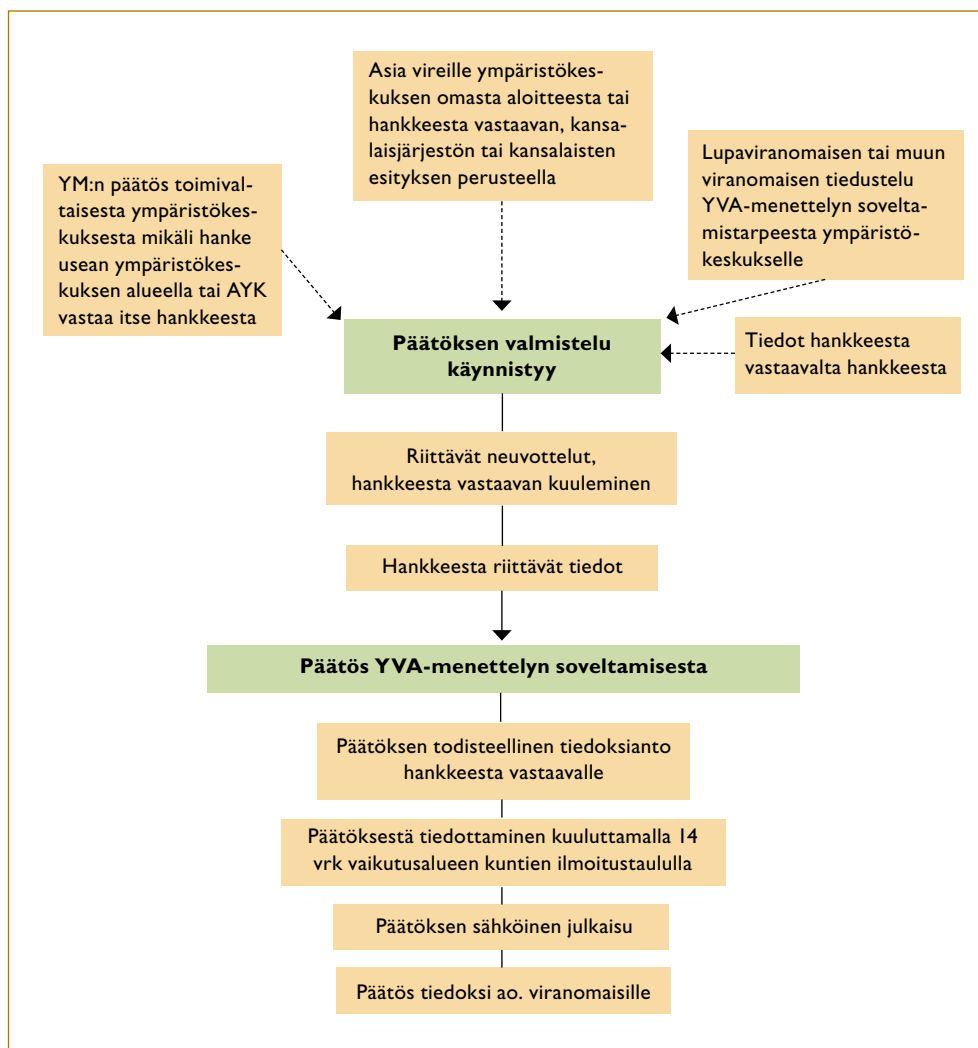 Asia vireille ympäristökes-
kuksen omasta aloitteesta tai
hankkeesta vastaavan, kansa-
laisjärjestön tai kansalaisten
esityksen perusteella
YM:n päätös toimival-
taisesta ympäristökes-
kuksesta mikäli hanke
usean ympäristökes-
kuksen alueella tai AYK
vastaa itse hankkeesta
Lupaviranomaisen tai muun
viranomaisen tiedustelu
YVA-menettelyn sovelta-
mistarpeesta ympäristö-
keskukselle
Päätöksen valmistelu
käynnistyy
Tiedot hankkeesta
vastaavalta hankkeesta
Riittävät neuvottelut,
hankkeesta vastaavan kuuleminen
Hankkeesta riittävät tiedot
Päätös YVA-menettelyn soveltamisesta
Päätöksen todisteellinen tiedoksianto
hankkeesta vastaavalle
Päätöksestä tiedottaminen kuuluttamalla 14
vrk vaikutusalueen kuntien ilmoitustaululla
Päätöksen sähköinen julkaisu
Päätös tiedoksi ao. viranomaisille